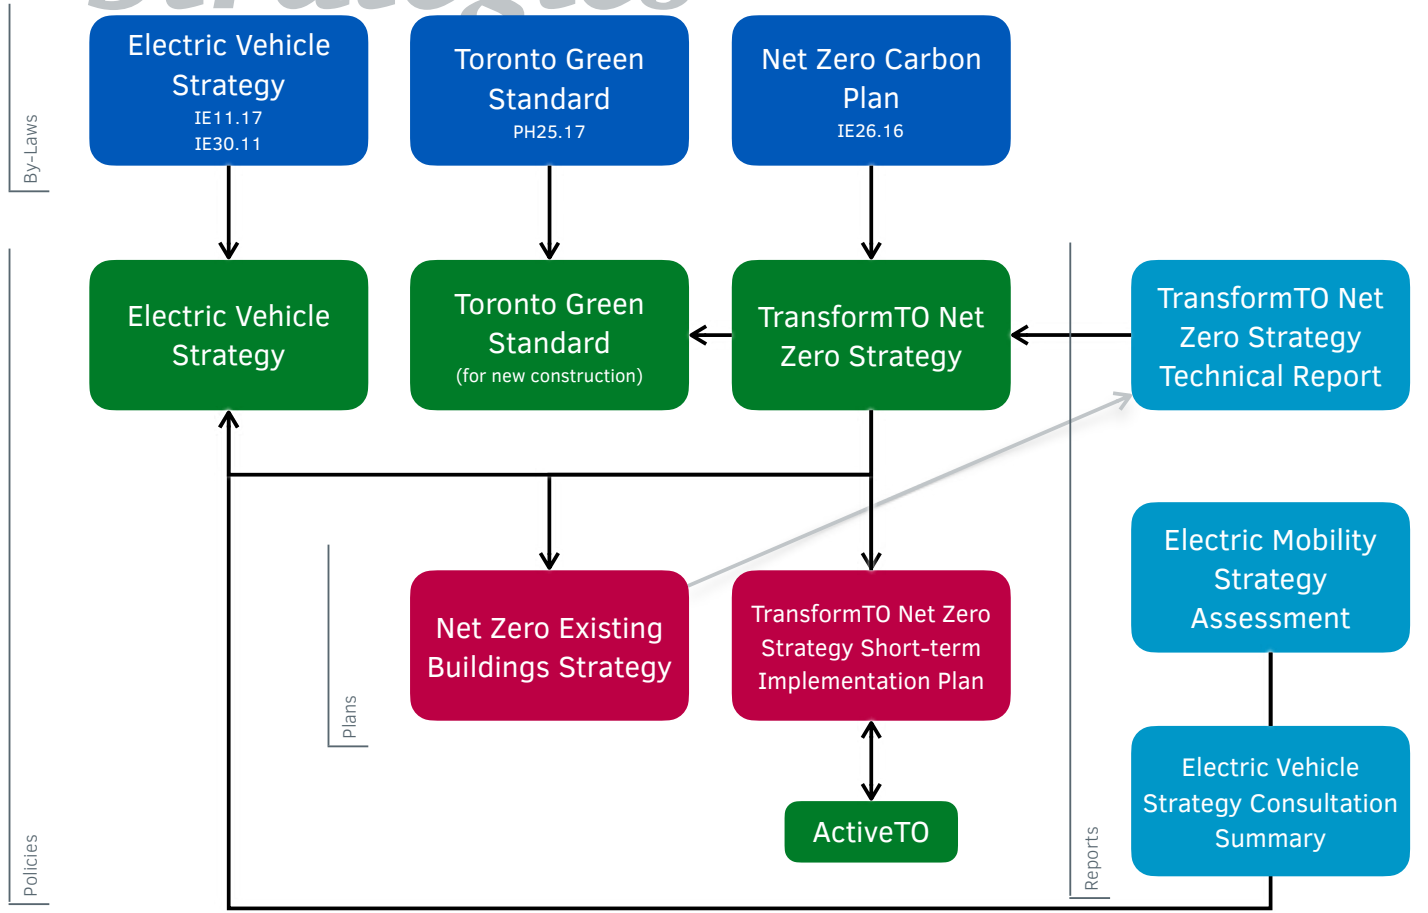 Strategies
Electric Vehicle
Strategy
IE11.17
IE30.11
Toronto Green
Standard
PH25.17
Net Zero Carbon
Plan
IE26.16
By-Laws
Electric Vehicle
Strategy
Toronto Green
Standard
(for new construction)
TransformTO Net
Zero Strategy
TransformTO Net
Zero Strategy
Technical Report
Electric Mobility
Strategy
Assessment
Net Zero Existing
Buildings Strategy
TransformTO Net Zero
Strategy Short-term
Implementation Plan
Plans
Electric Vehicle
Strategy Consultation
Summary
ActiveTO
Policies
Reports